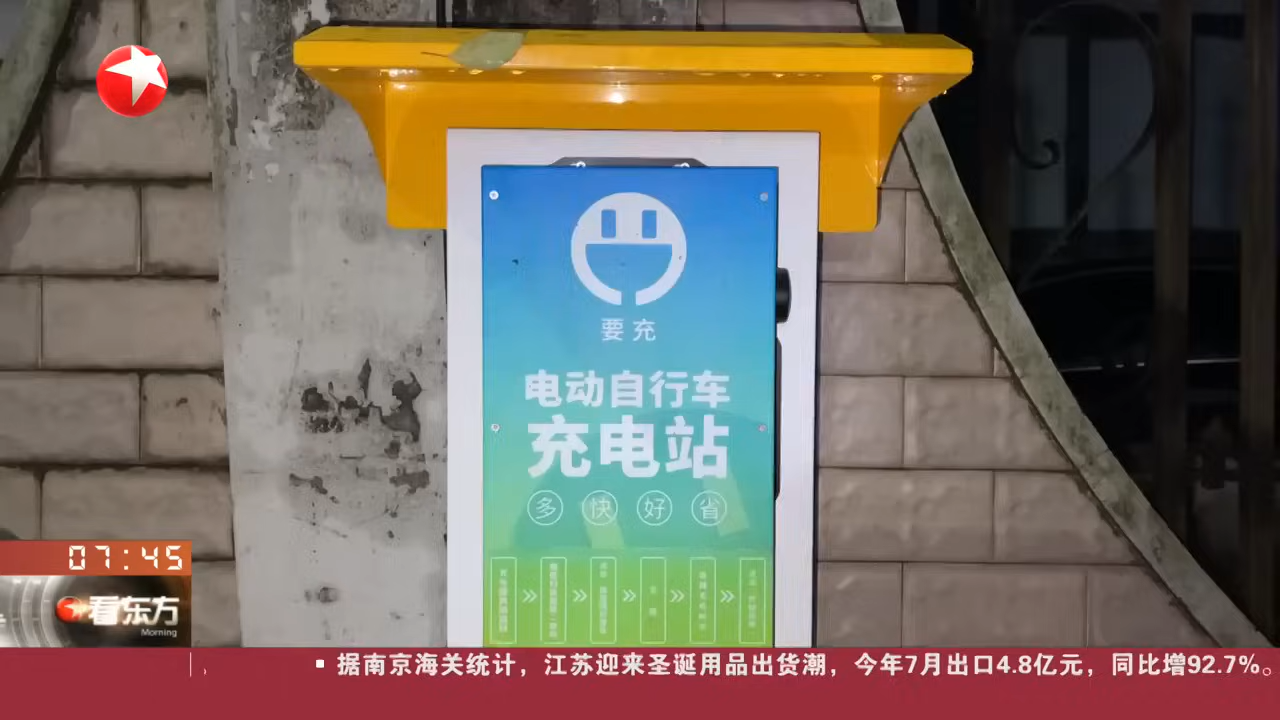 要充
电动自行车
充电站
多 快 好 省
07:45
看东方
Morning
据南京海关统计，江苏迎来圣诞用品出货潮，今年7月出口4.8亿元，同比增92.7%。